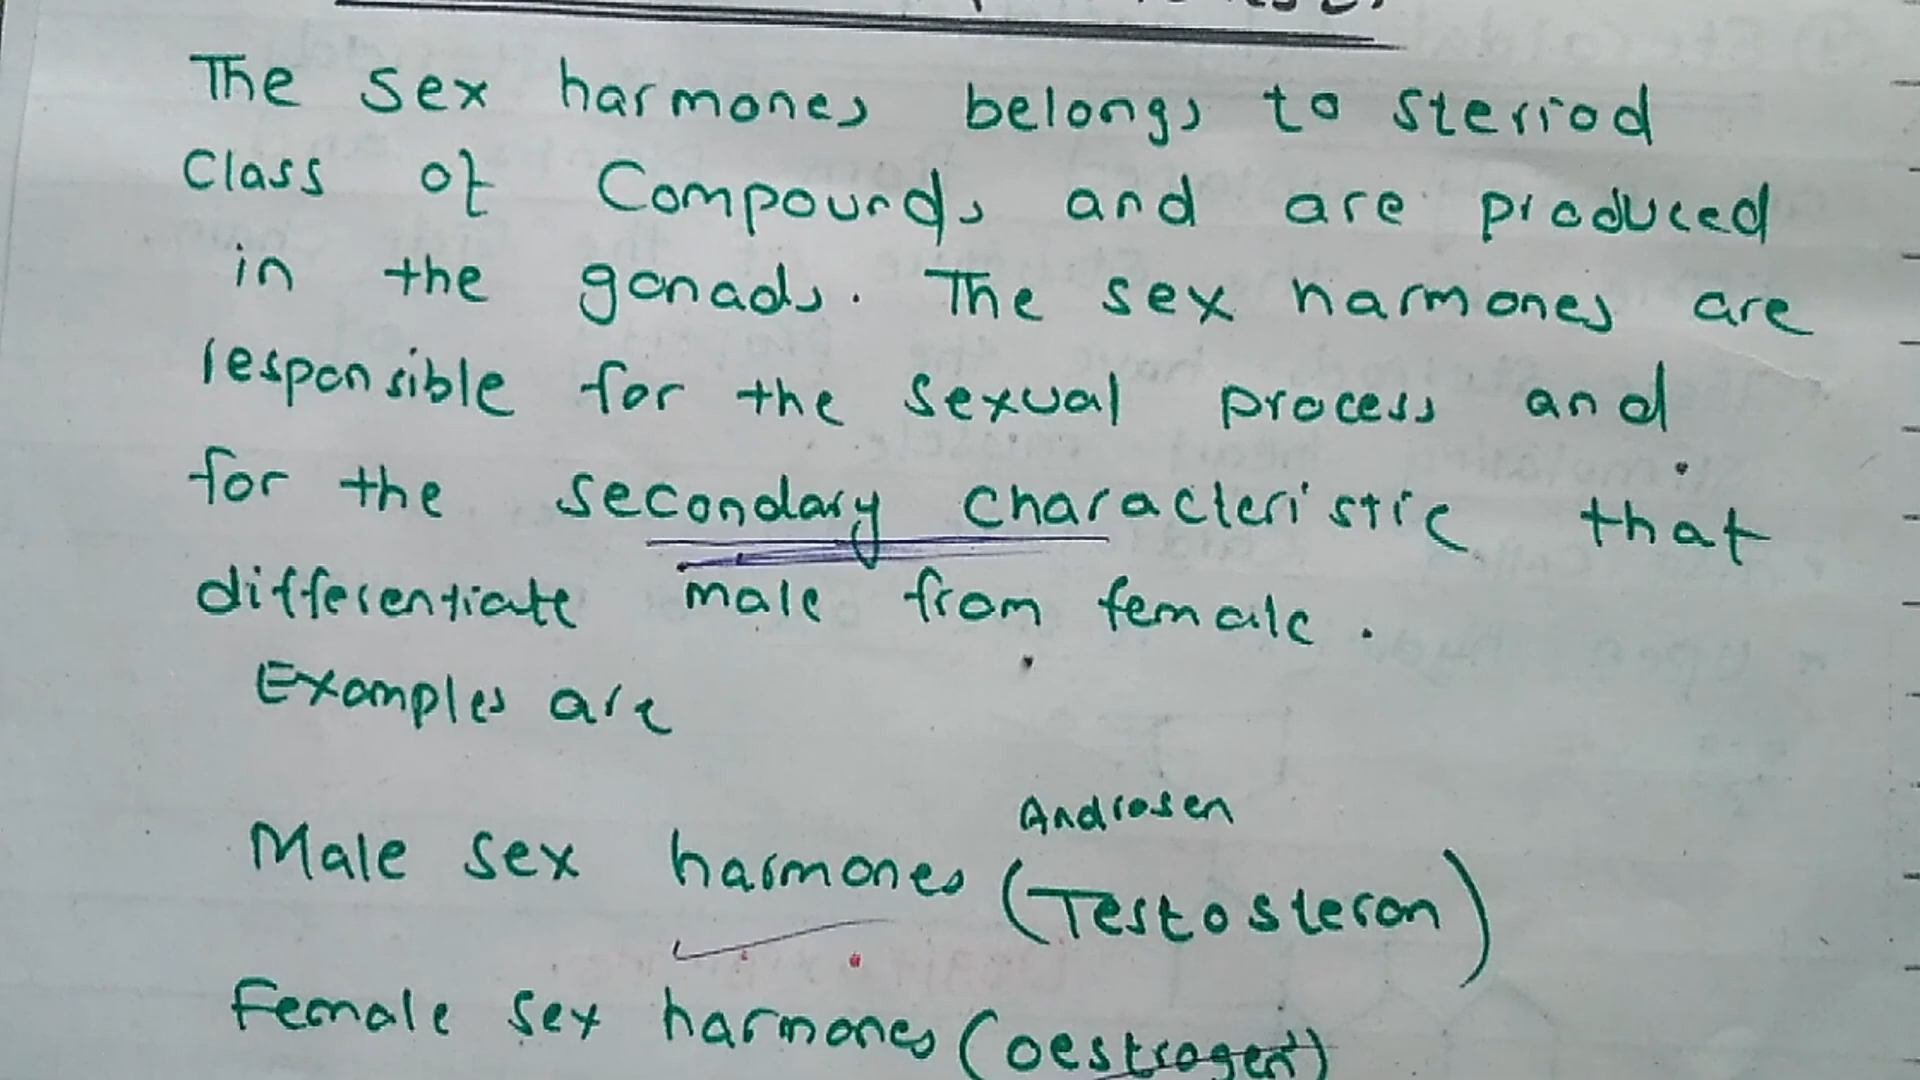 The sex harmones belongs to steriod
Class of Compounds and are produced
in the gonads. The sex harmones are
responsible for the sexual process and
for the secondary characteristic that
differentiate male from female.
Examples are
Androgen
Male sex harmones (Testosteron)
Female sex harmones (oestrogen)